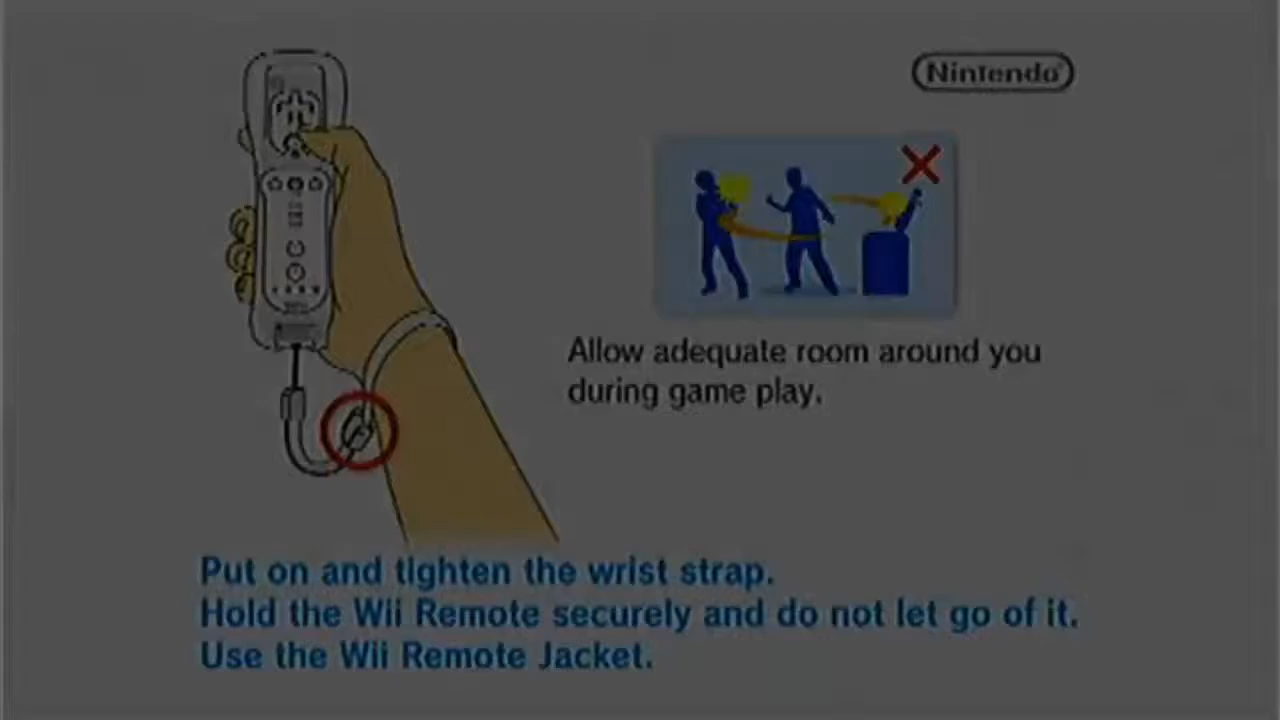 Nintendo
Allow adequate room around you
during game play.
Put on and tighten the wrist strap.
Hold the Wii Remote securely and do not let go of it.
Use the Wii Remote Jacket.